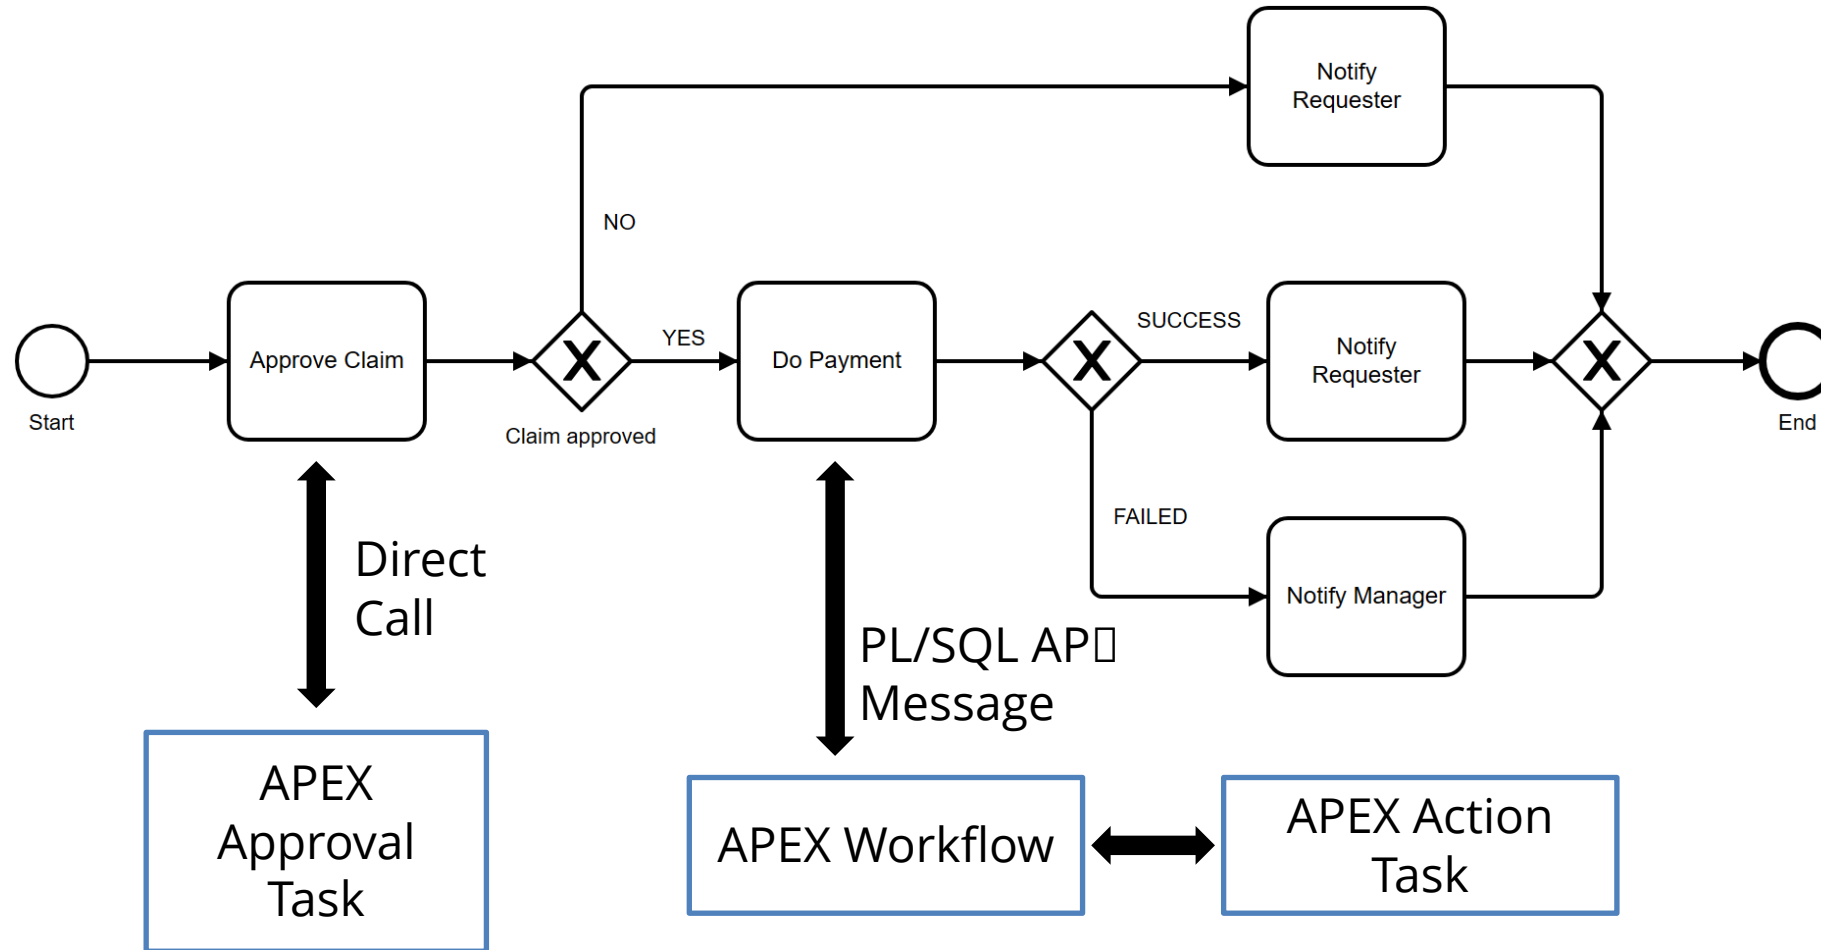 Notify
Requester
NO
Start
Approve Claim
Claim approved
YES
Do Payment
SUCCESS
Notify
Requester
End
FAILED
Notify Manager
Direct
Call
PL/SQL AP▯
Message
APEX
Approval
Task
APEX Workflow
APEX Action
Task